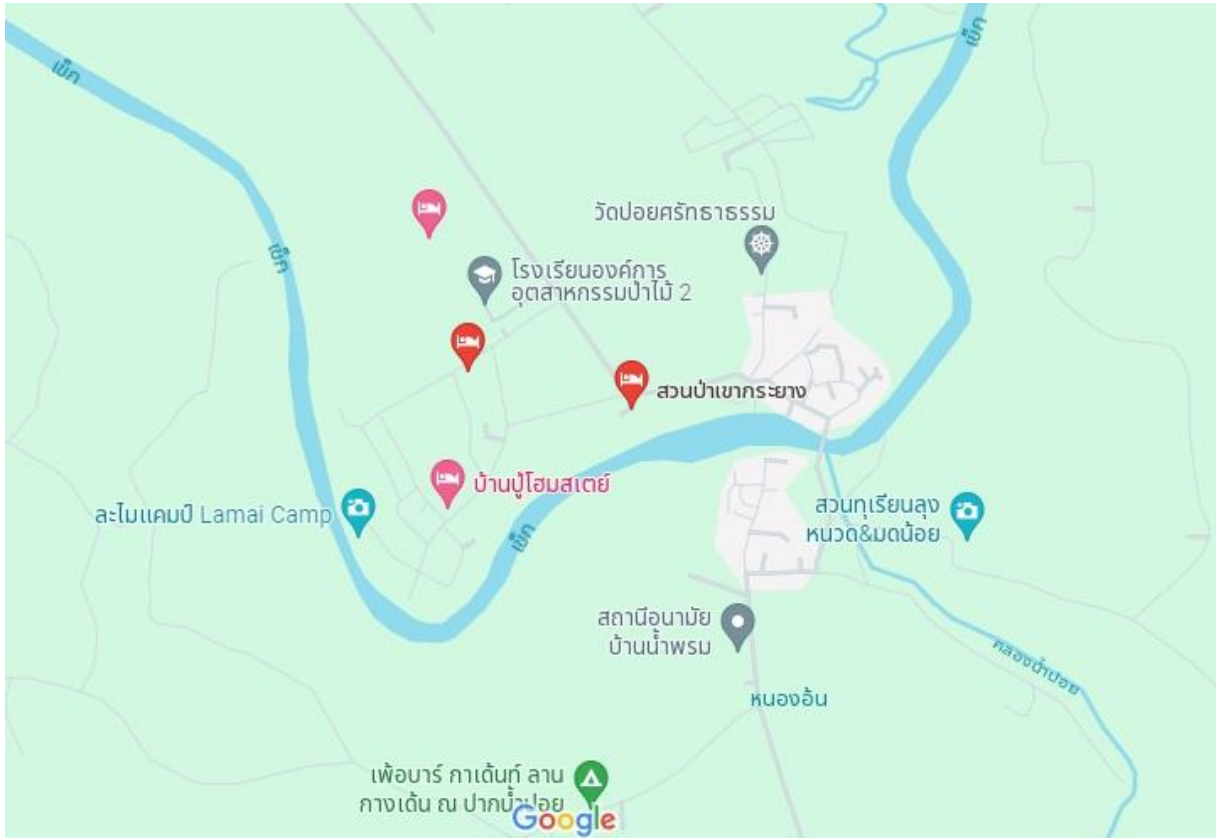 เข็ก
เข็ก
วัดปอยศรัทธาธรรม
เข็ก
โรงเรียนองค์การ
อุตสาหกรรมป่าไม้ 2
สวนป่าเขากระยาง
บ้านปู่โฮมสเตย์
ละไมแคมป์ Lamai Camp
เข็ก
สวนทุเรียนลุง
หนวด&มดน้อย
สถานีอนามัย
บ้านน้ำพรม
คลองน้ำปอย
หนองอ้น
เพ้อบาร์ กาเด้นท์ ลาน
กางเต้น ณ ปากน้ำปอย
Google